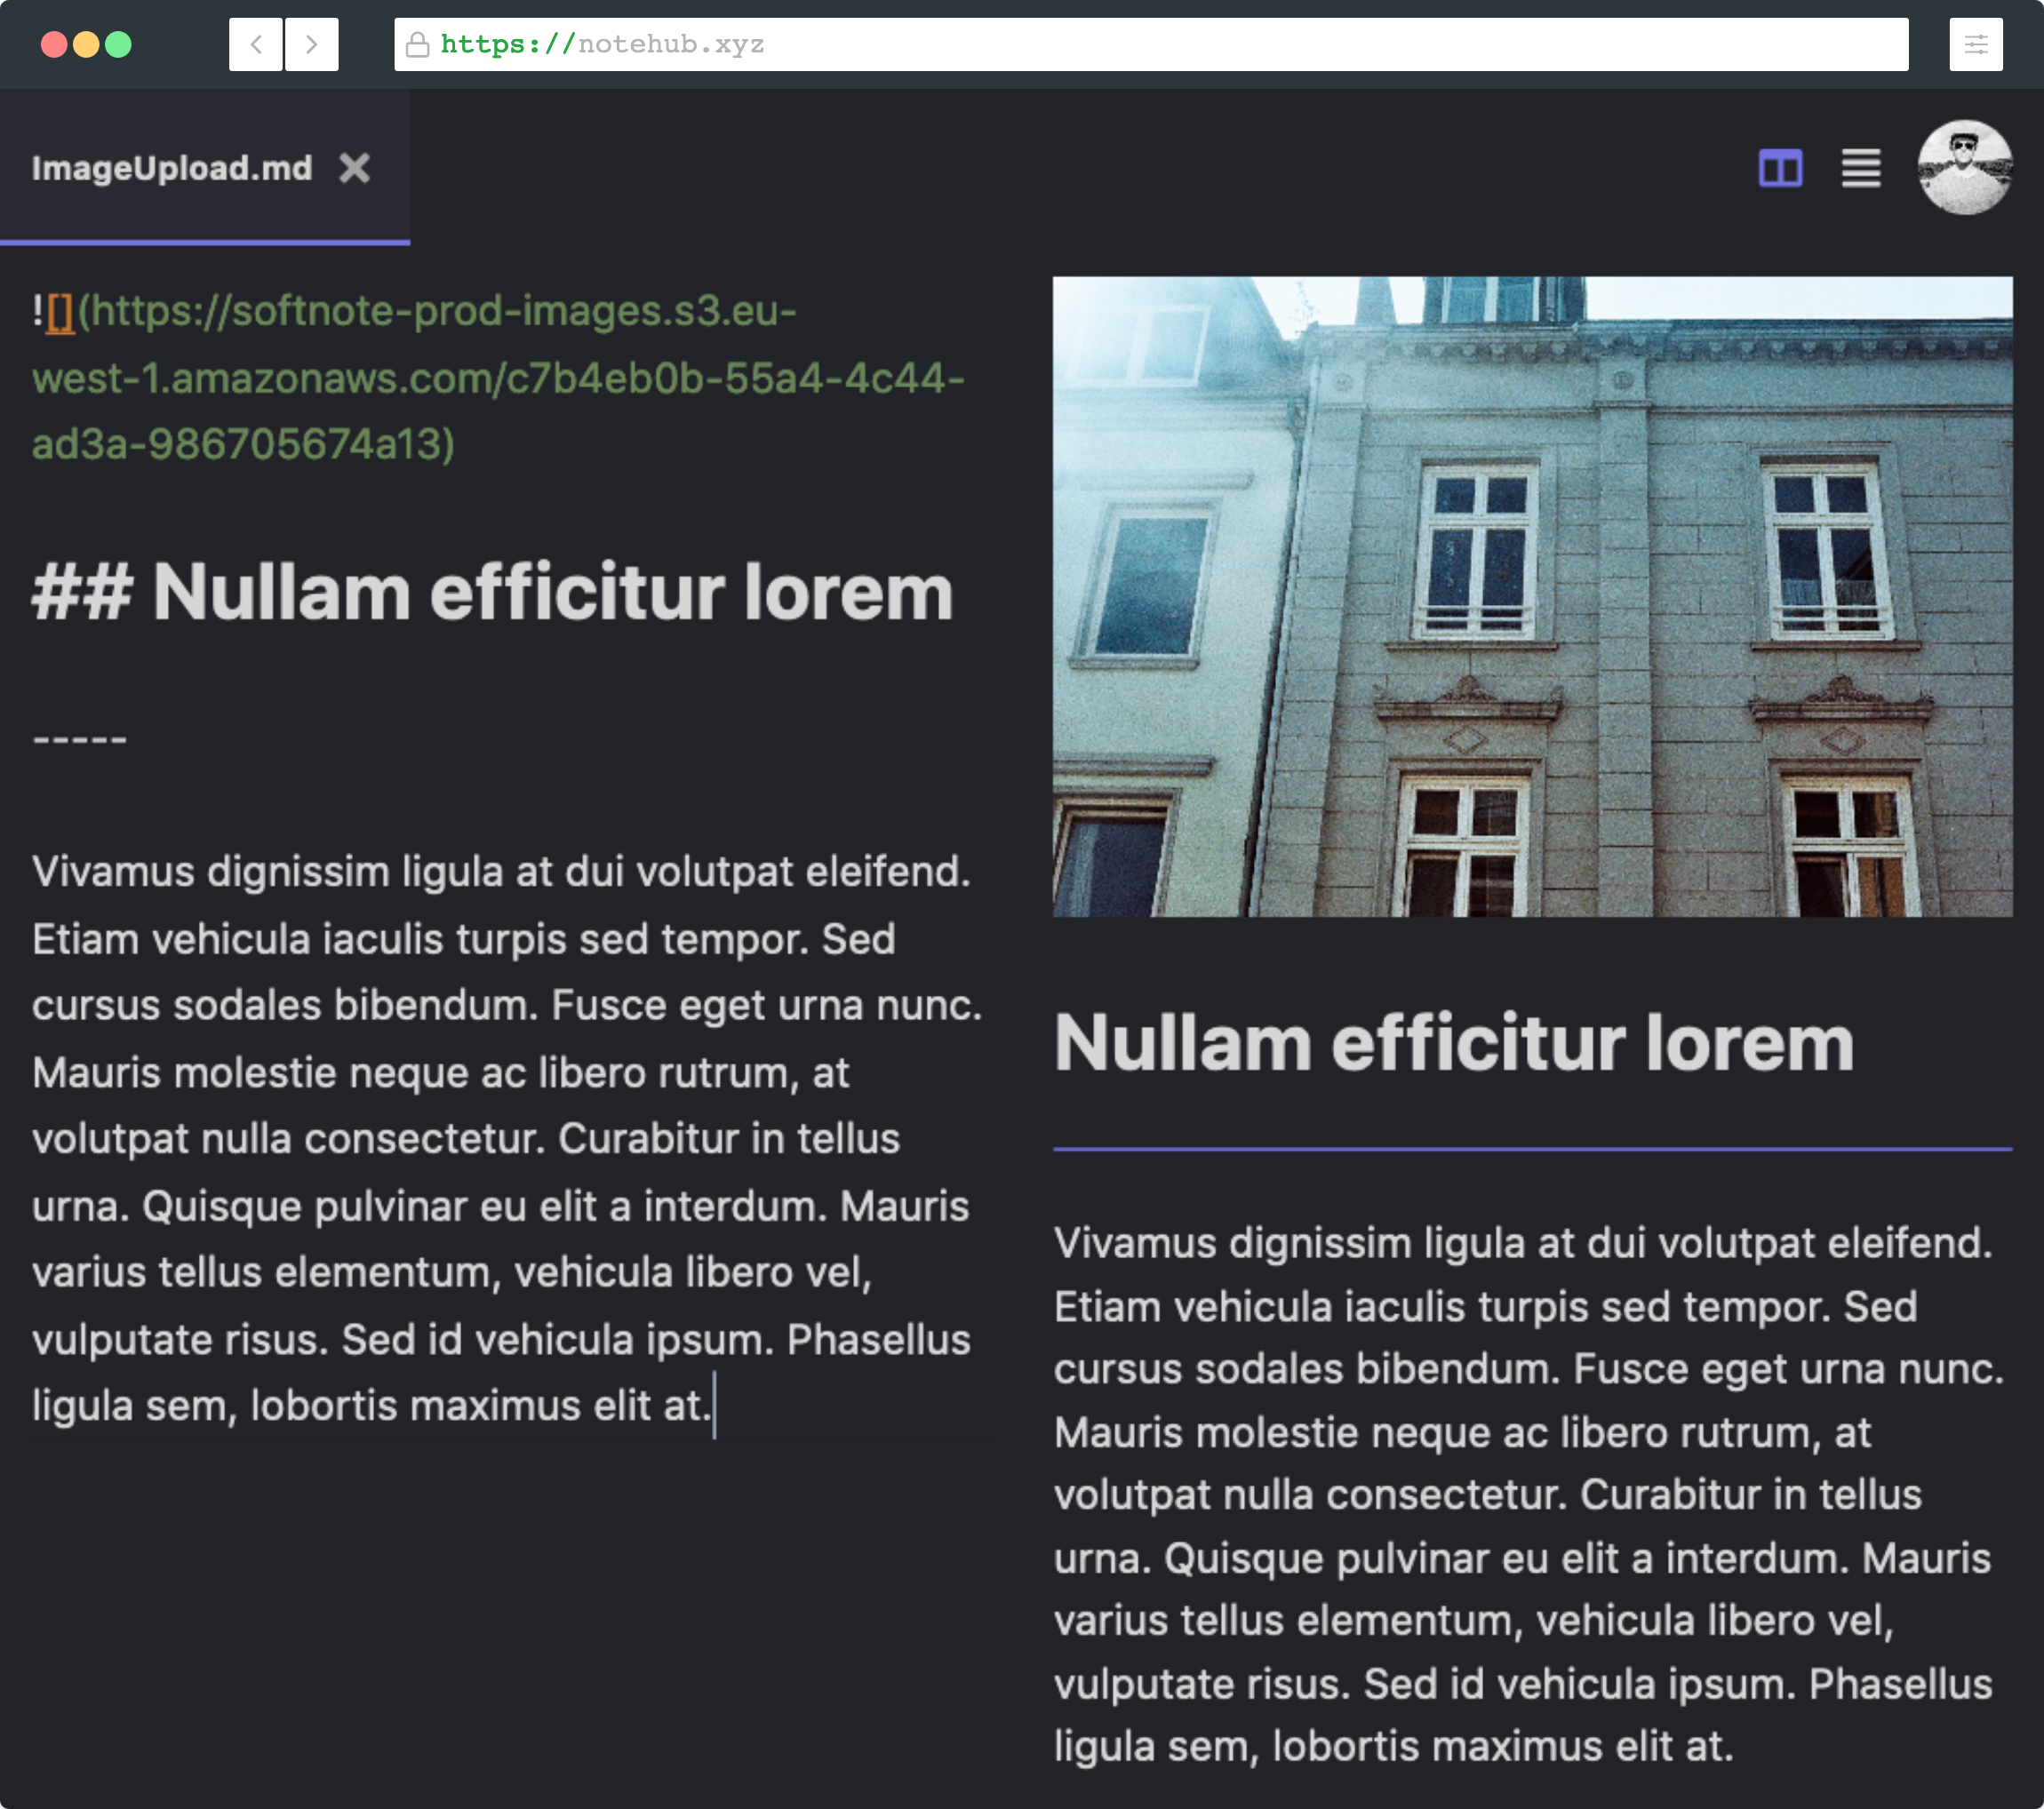 https://notehub.xyz
ImageUpload.md
![](https://softnote-prod-images.s3.eu-
west-1.amazonaws.com/c7b4eb0b-55a4-4c44-
ad3a-986705674a13)
## Nullam efficitur lorem
-----
Vivamus dignissim ligula at dui volutpat eleifend.
Etiam vehicula iaculis turpis sed tempor. Sed
cursus sodales bibendum. Fusce eget urna nunc.
Mauris molestie neque ac libero rutrum, at
volutpat nulla consectetur. Curabitur in tellus
urna. Quisque pulvinar eu elit a interdum. Mauris
varius tellus elementum, vehicula libero vel,
vulputate risus. Sed id vehicula ipsum. Phasellus
ligula sem, lobortis maximus elit at.
Nullam efficitur lorem
Vivamus dignissim ligula at dui volutpat eleifend.
Etiam vehicula iaculis turpis sed tempor. Sed
cursus sodales bibendum. Fusce eget urna nunc.
Mauris molestie neque ac libero rutrum, at
volutpat nulla consectetur. Curabitur in tellus
urna. Quisque pulvinar eu elit a interdum. Mauris
varius tellus elementum, vehicula libero vel,
vulputate risus. Sed id vehicula ipsum. Phasellus
ligula sem, lobortis maximus elit at.